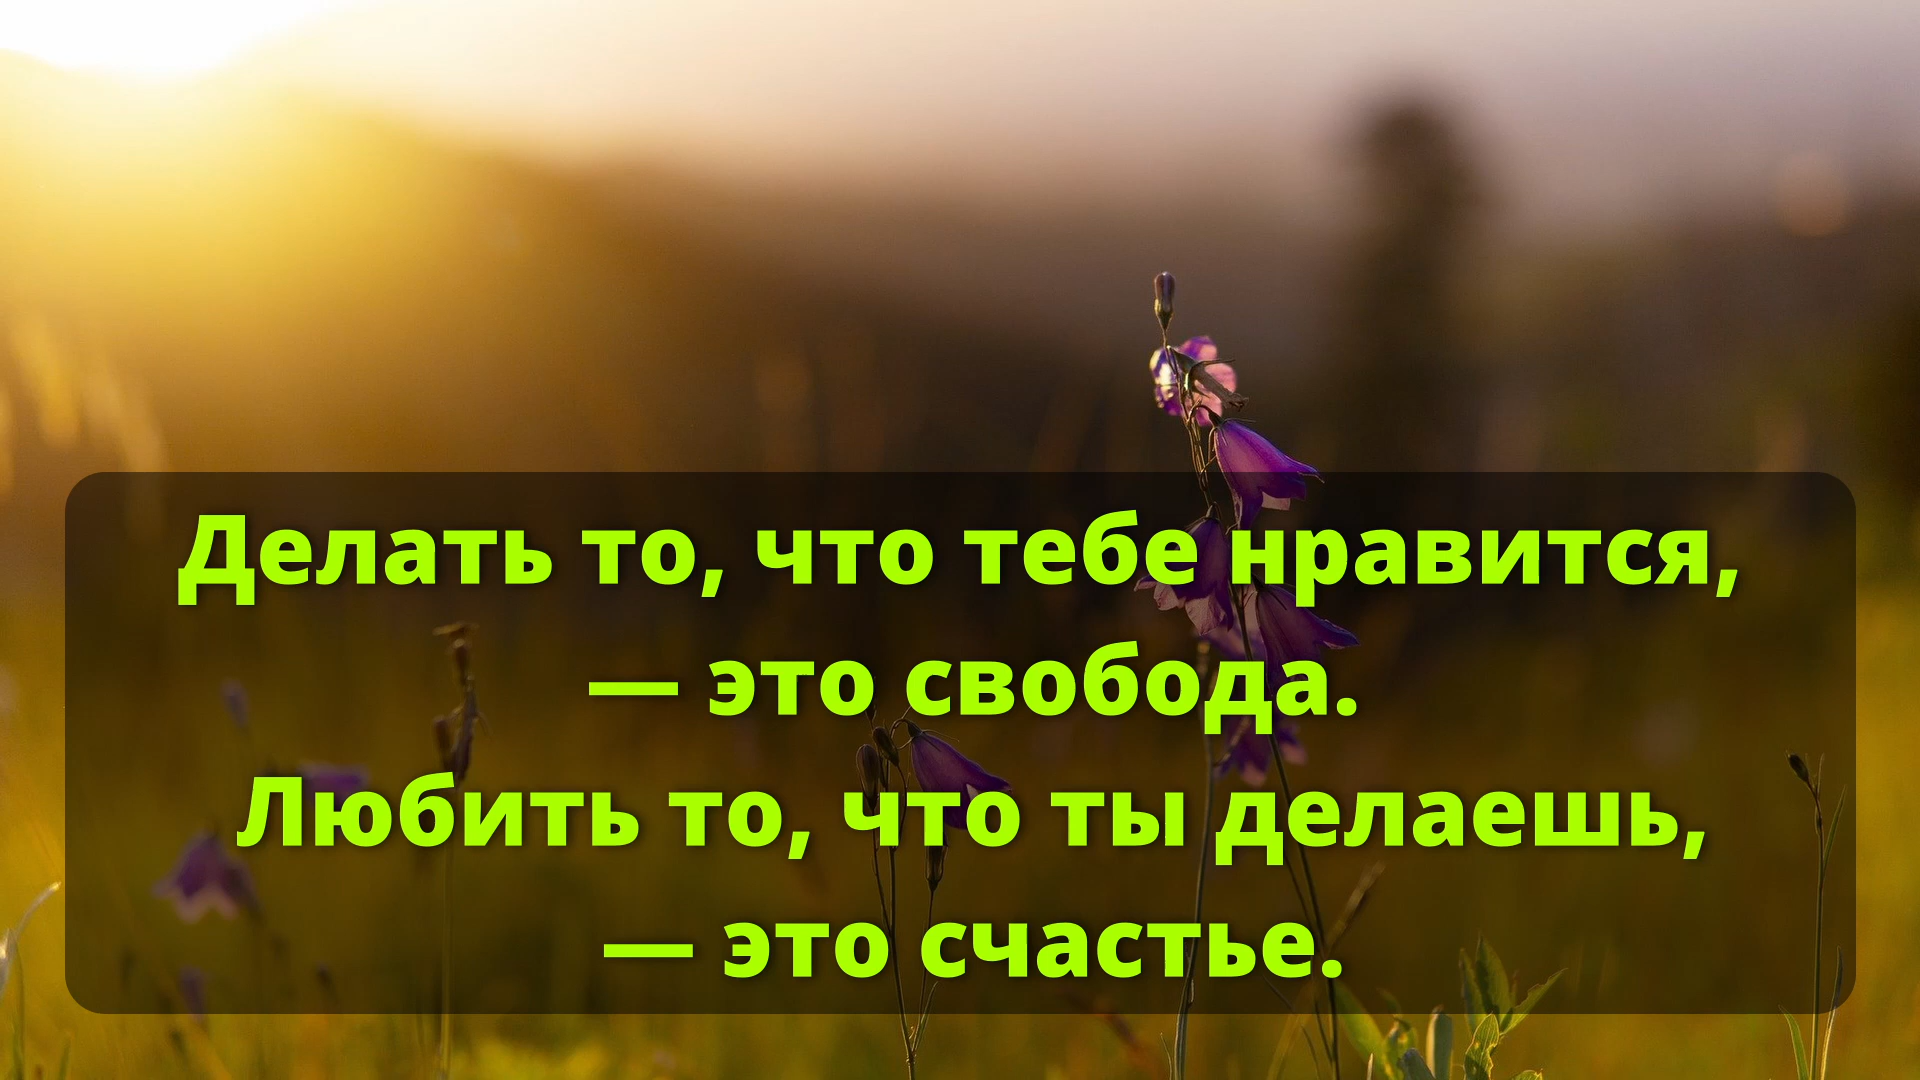 Делать то, что тебе нравится,
— это свобода.
Любить то, что ты делаешь,
— это счастье.